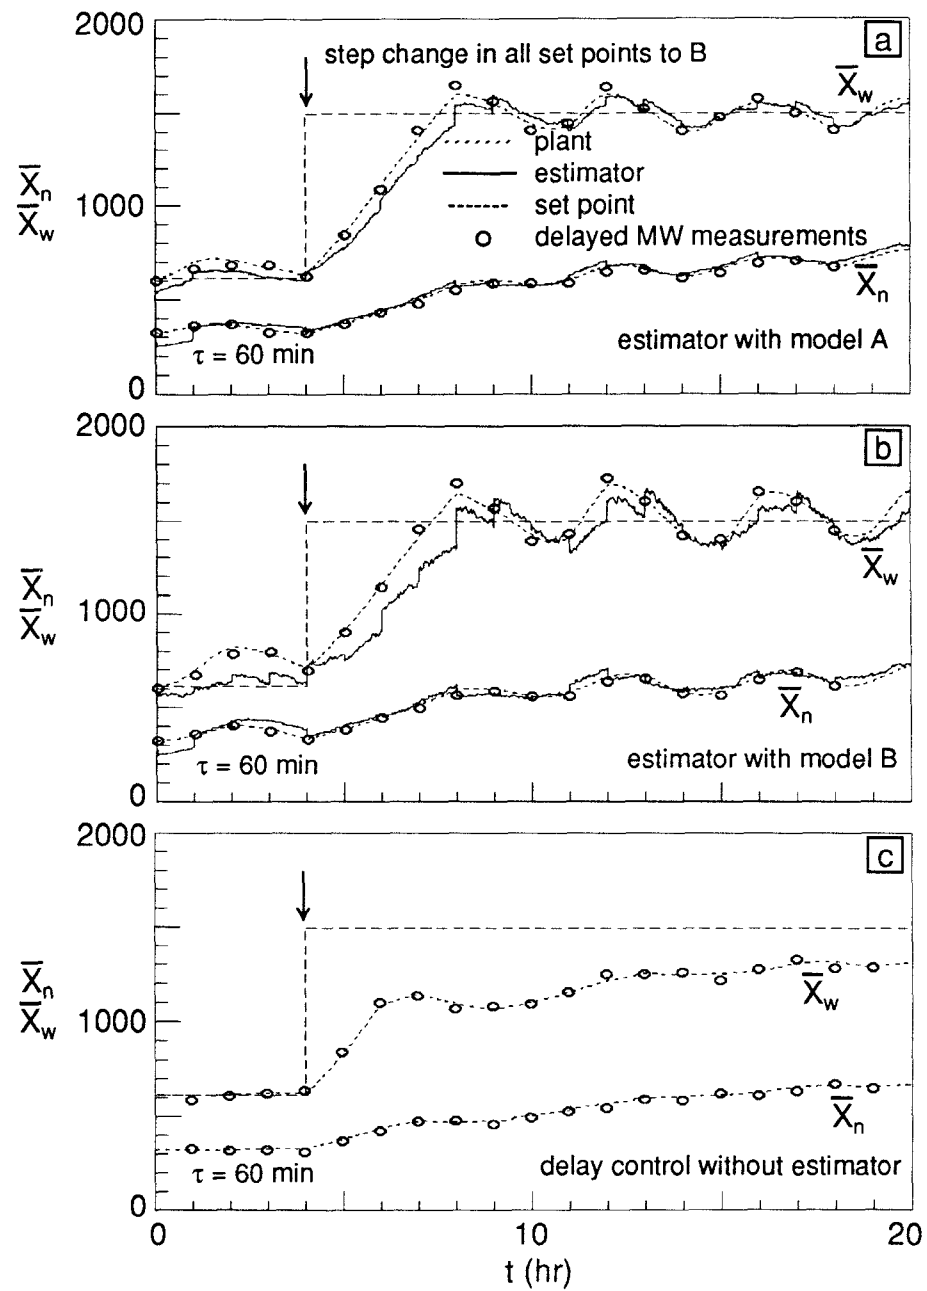 2000
a
step change in all set points to B
X̅w
plant
estimator
set point
delayed MW measurements
X̅n
X̅w
1000
X̅n
τ = 60 min
estimator with model A
0
2000
b
X̅w
X̅n
X̅w
1000
X̅n
τ = 60 min
estimator with model B
0
2000
c
X̅n
X̅w
1000
X̅w
X̅n
τ = 60 min
delay control without estimator
0
0 10 20
t (hr)